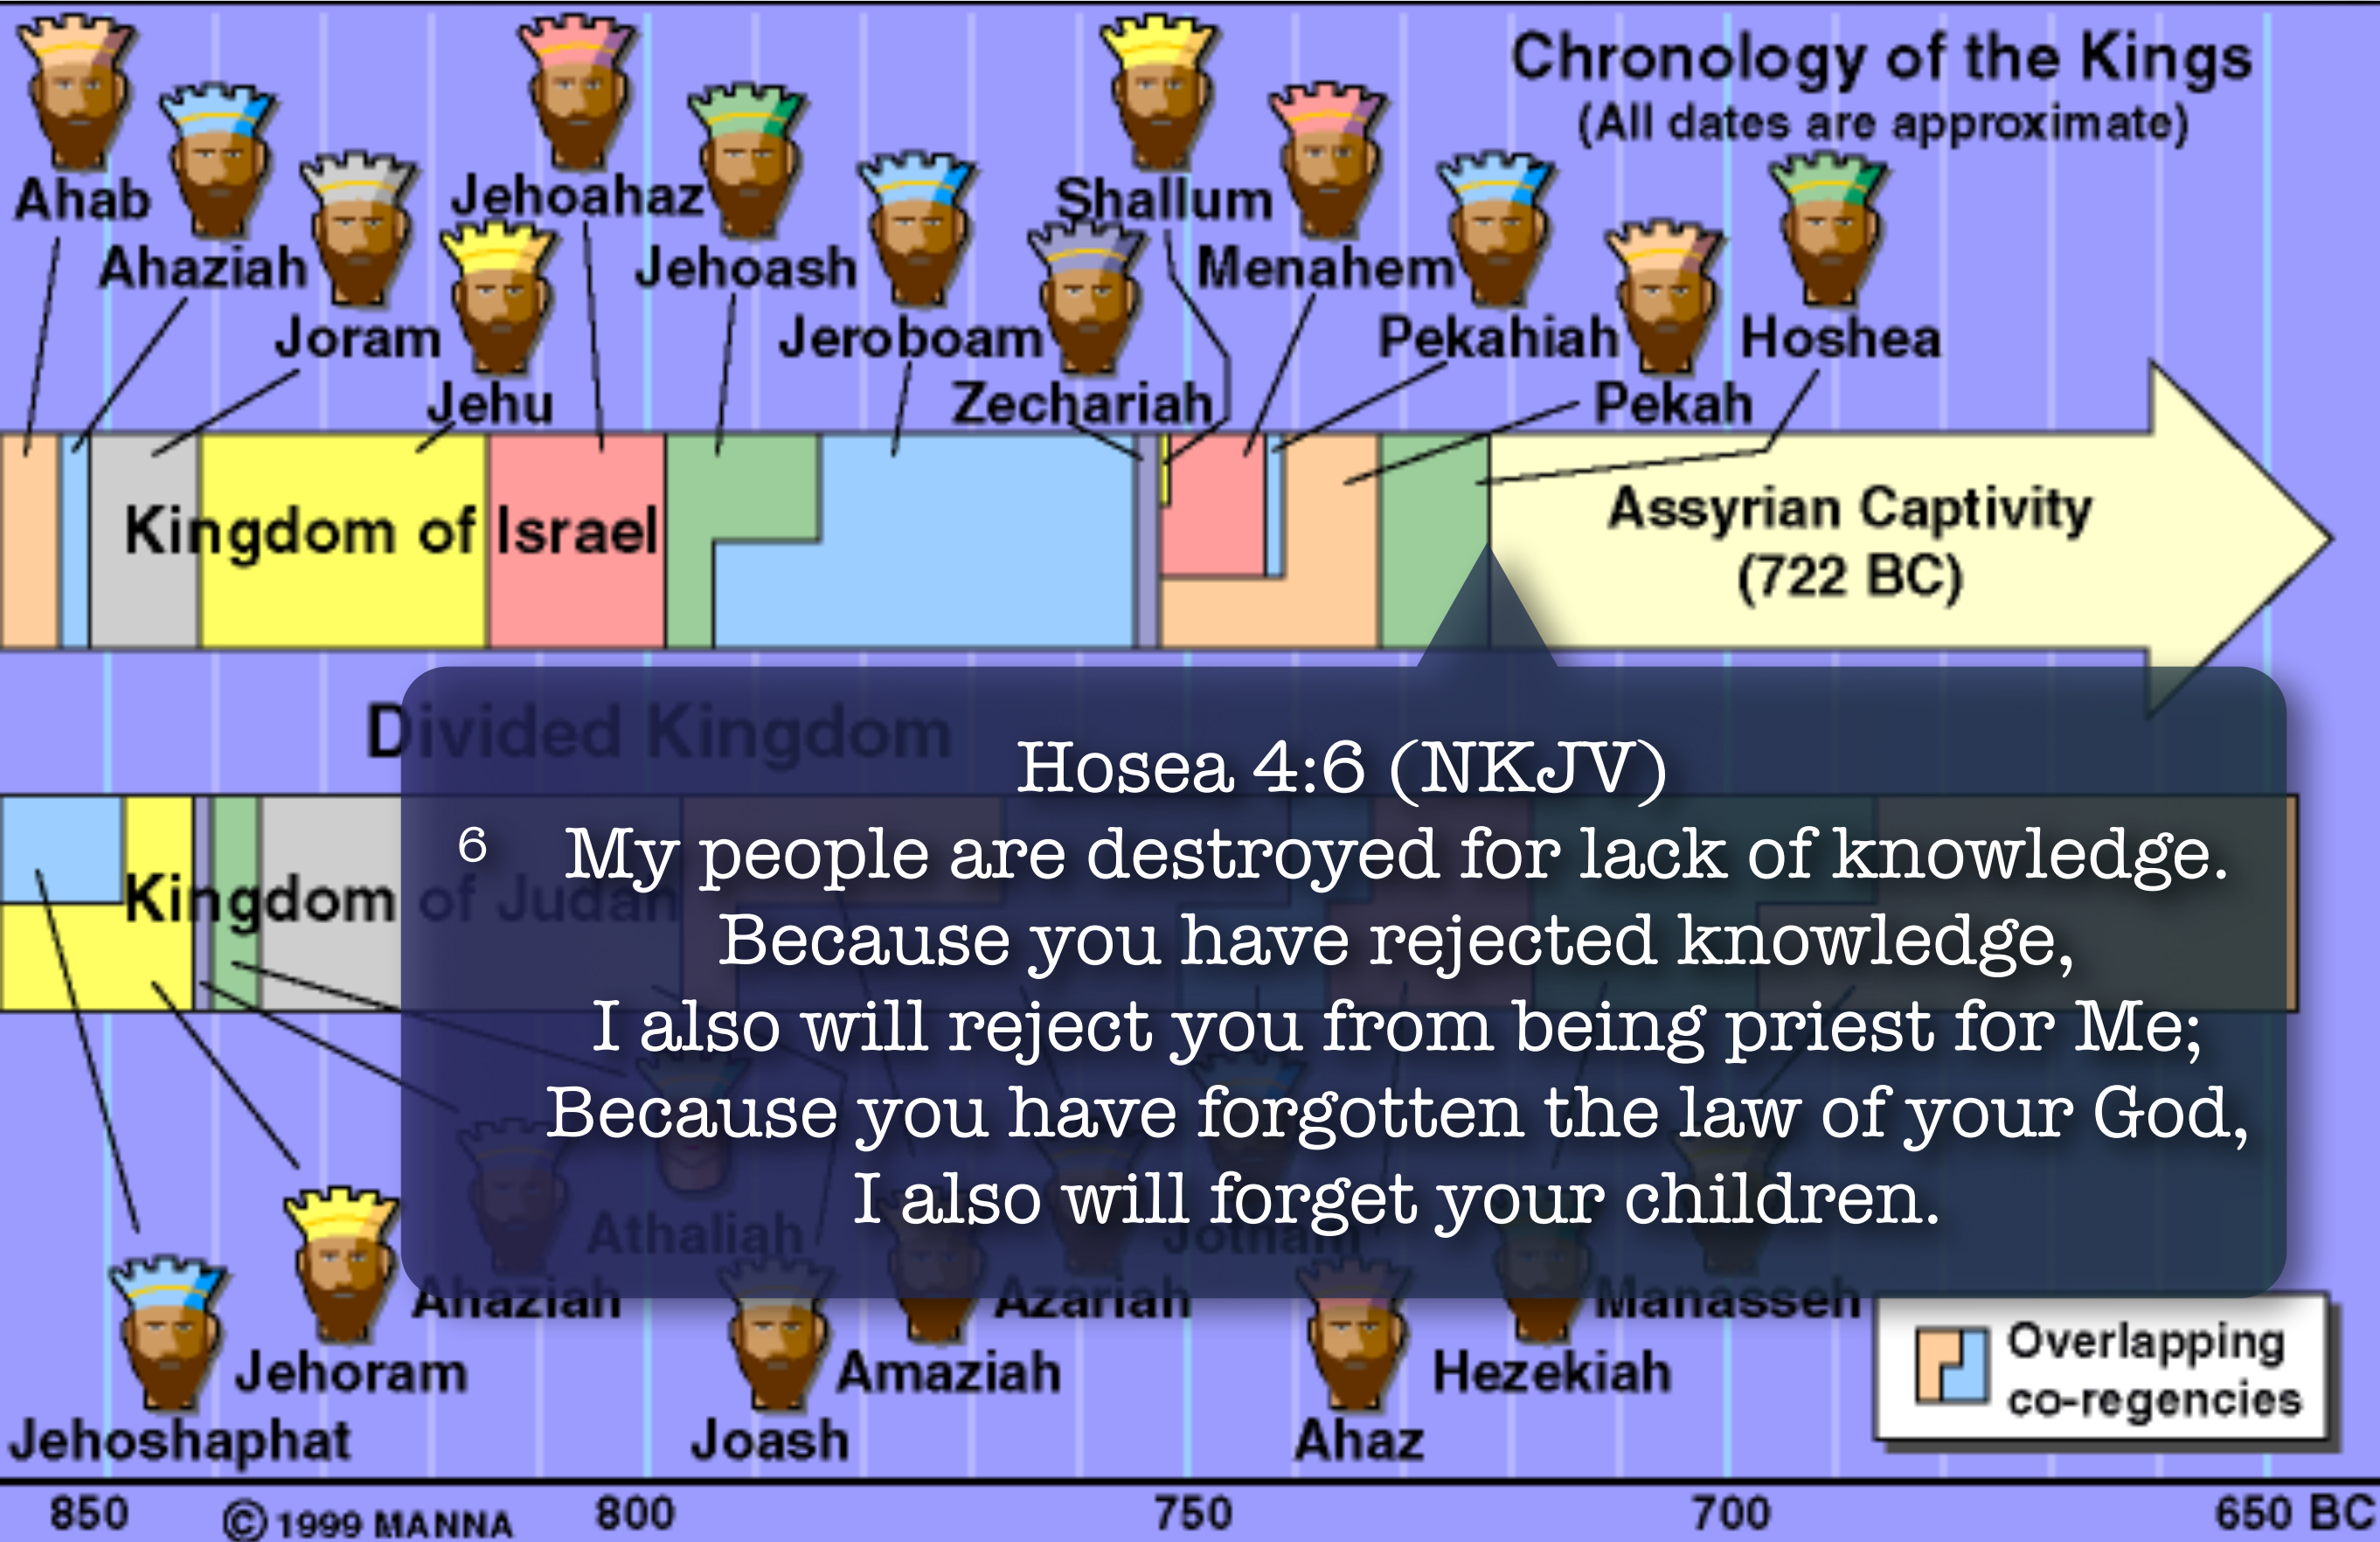 Chronology of the Kings
(All dates are approximate)
Ahab
Ahaziah
Joram
Jehu
Jehoahaz
Jehoash
Jeroboam
Zechariah
Shallum
Menahem
Pekahiah
Pekah
Hoshea
Kingdom of Israel
Assyrian Captivity
(722 BC)
Divided Kingdom
Hosea 4:6 (NKJV)
6 My people are destroyed for lack of knowledge.
Because you have rejected knowledge,
I also will reject you from being priest for Me;
Because you have forgotten the law of your God,
I also will forget your children.
Kingdom of Judah
Jehoshaphat
Jehoram
Ahaziah
Athaliah
Joash
Amaziah
Azariah
Jotham
Ahaz
Hezekiah
Manasseh
Overlapping
co-regencies
850 800 750 700 650 BC
© 1999 MANNA